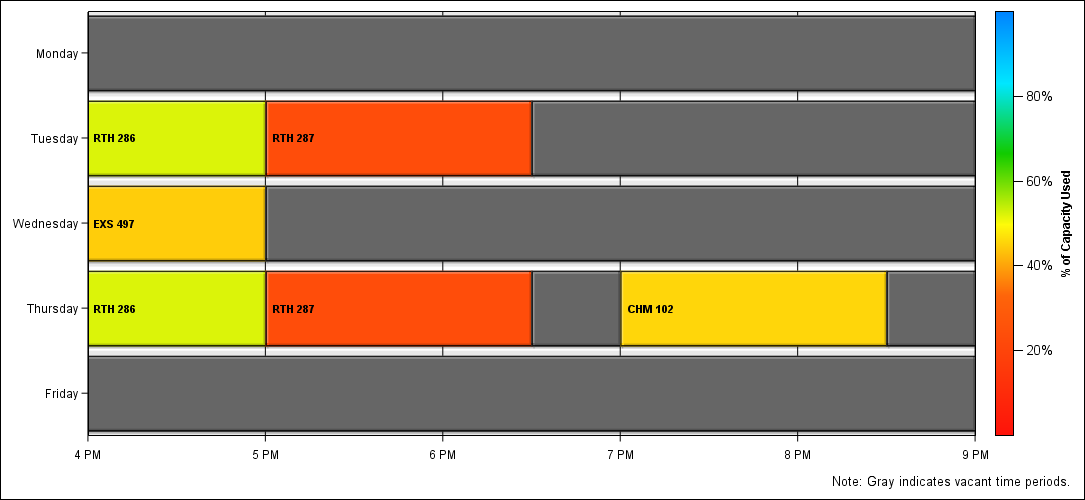 Monday
Tuesday
RTH 286
RTH 287
Wednesday
EXS 497
Thursday
RTH 286
RTH 287
CHM 102
Friday
4 PM
5 PM
6 PM
7 PM
8 PM
9 PM
80%
60%
40%
20%
% of Capacity Used
Note: Gray indicates vacant time periods.